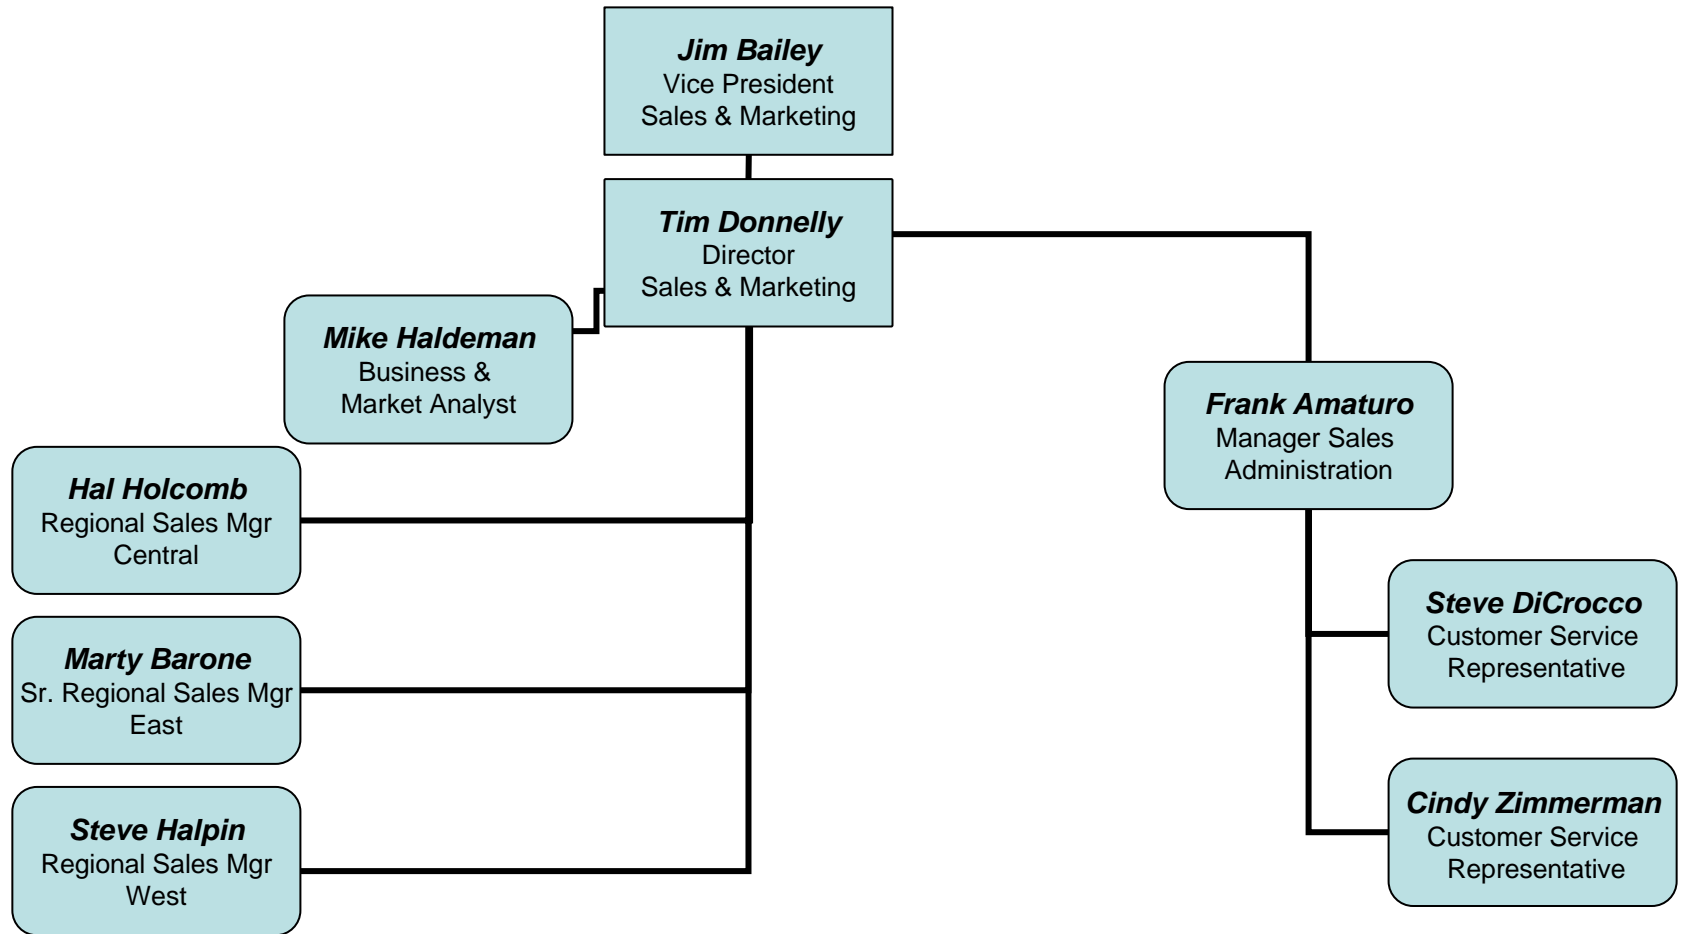 Jim Bailey
Vice President
Sales & Marketing
Tim Donnelly
Director
Sales & Marketing
Mike Haldeman
Business &
Market Analyst
Frank Amaturo
Manager Sales
Administration
Hal Holcomb
Regional Sales Mgr
Central
Marty Barone
Sr. Regional Sales Mgr
East
Steve Halpin
Regional Sales Mgr
West
Steve DiCrocco
Customer Service
Representative
Cindy Zimmerman
Customer Service
Representative